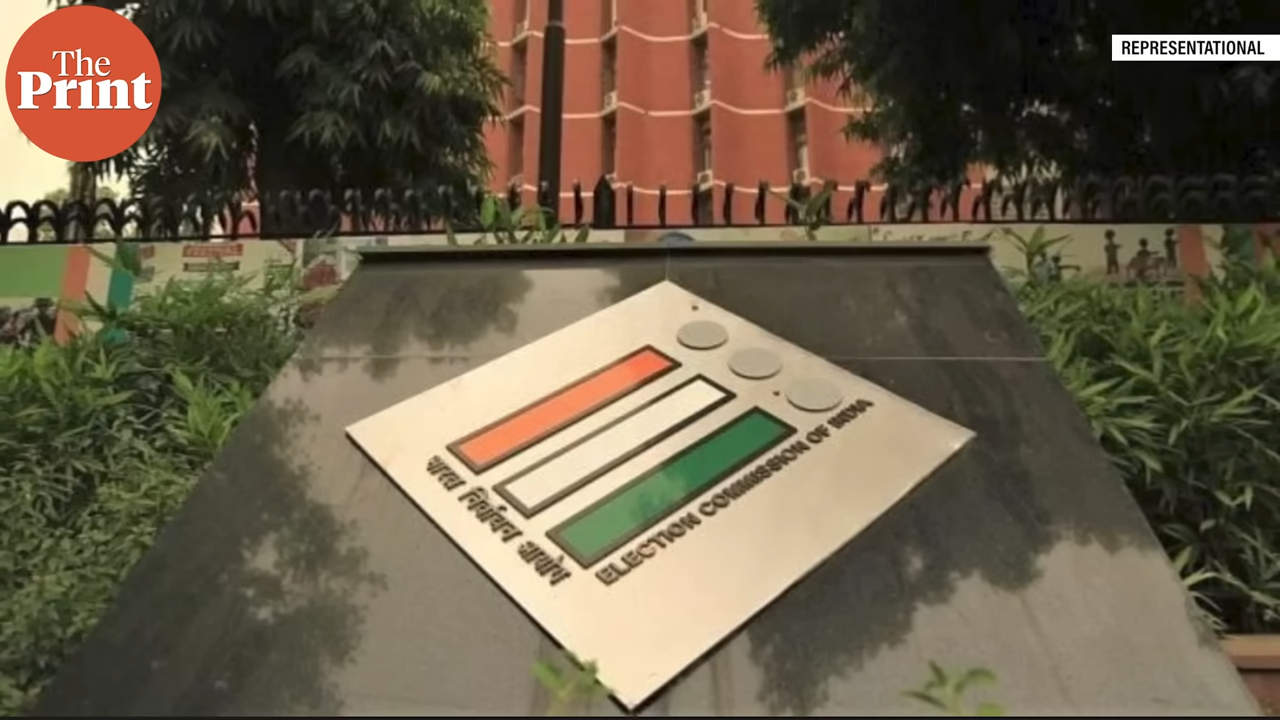 The
Print
REPRESENTATIONAL
भारत निर्वाचन आयोग
ELECTION COMMISSION OF INDIA